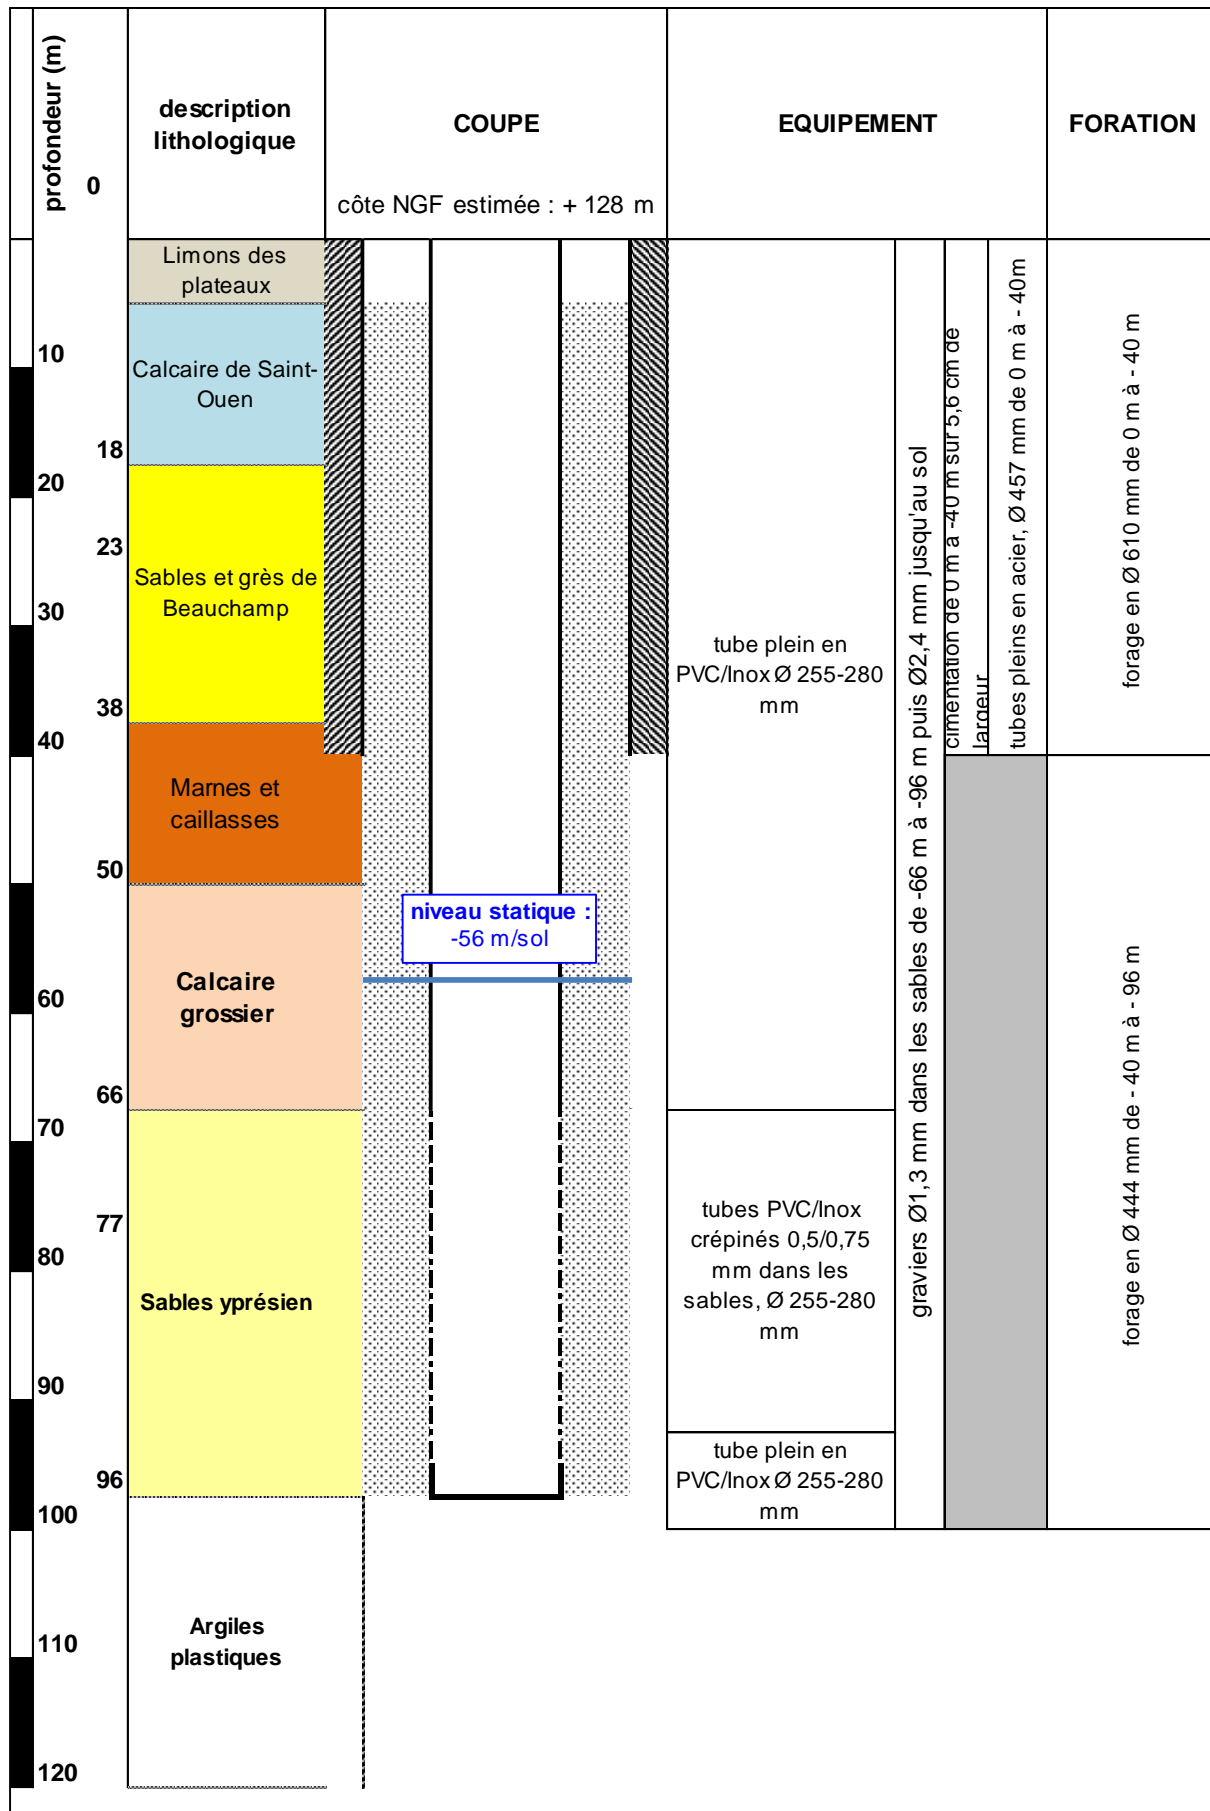 profondeur (m)
0
description
lithologique
COUPE
côte NGF estimée : + 128 m
EQUIPEMENT
FORATION
Limons des
plateaux
10
Calcaire de Saint-
Ouen
18
20
23
Sables et grès de
Beauchamp
30
38
40
Marnes et
caillasses
50
niveau statique :
-56 m/sol
Calcaire
grossier
60
66
70
77
80
Sables yprésien
90
96
100
Argiles
plastiques
110
120
tube plein en
PVC/Inox Ø 255-280
mm
tubes PVC/Inox
crépinés 0,5/0,75
mm dans les
sables, Ø 255-280
mm
tube plein en
PVC/Inox Ø 255-280
mm
graviers Ø1,3 mm dans les sables de -66 m à -96 m puis Ø2,4 mm jusqu'au sol
cimentation de 0 m a -40 m sur 5,6 cm de
largeur
tubes pleins en acier, Ø 457 mm de 0 m à - 40m
forage en Ø 610 mm de 0 m à - 40 m
forage en Ø 444 mm de - 40 m à - 96 m